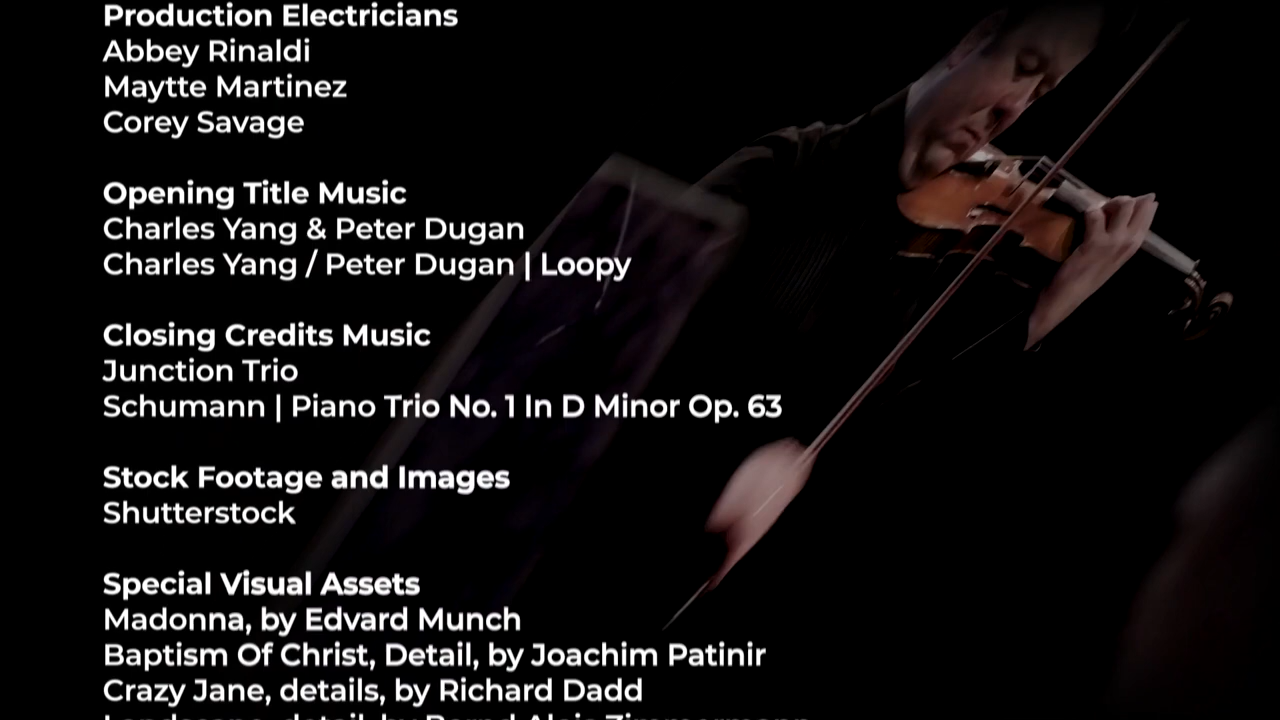 Production Electricians
Abbey Rinaldi
Maytte Martinez
Corey Savage
Opening Title Music
Charles Yang & Peter Dugan
Charles Yang / Peter Dugan | Loopy
Closing Credits Music
Junction Trio
Schumann | Piano Trio No. 1 In D Minor Op. 63
Stock Footage and Images
Shutterstock
Special Visual Assets
Madonna, by Edvard Munch
Baptism Of Christ, Detail, by Joachim Patinir
Crazy Jane, details, by Richard Dadd